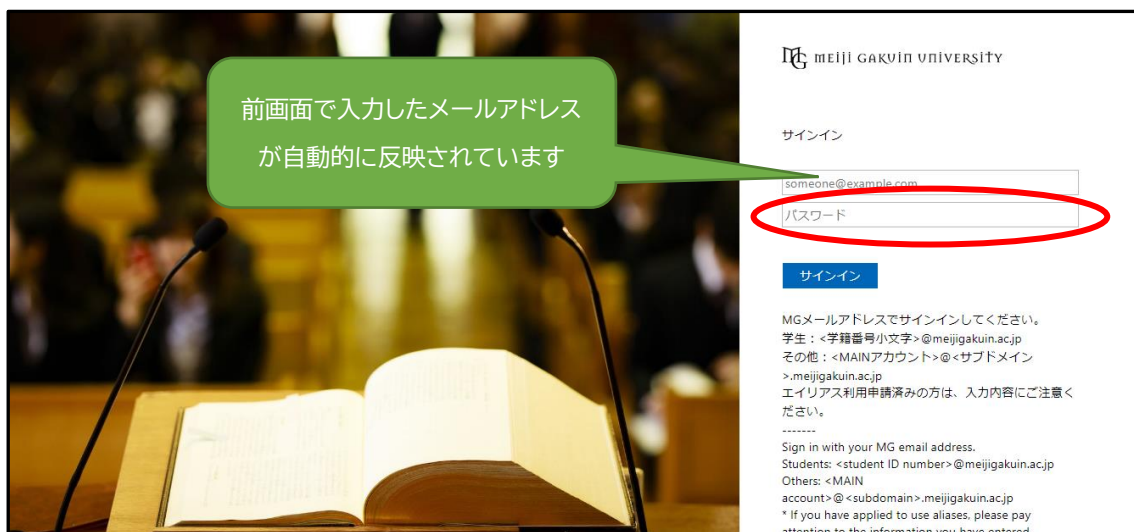 前画面で入力したメールアドレス
が自動的に反映されています
MG MEIJI GAKUIN UNIVERSITY
サインイン
someone@example.com
パスワード
サインイン
MGメールアドレスでサインインしてください。
学生：<学籍番号小文字>@meijigakuin.ac.jp
その他：<MAINアカウント>@<サブドメイン
>.meijigakuin.ac.jp
エイリアス利用申請済みの方は、入力内容にご注意く
ださい。
-------
Sign in with your MG email address.
Students: <student ID number>@meijigakuin.ac.jp
Others: <MAIN
account>@<subdomain>.meijigakuin.ac.jp
* If you have applied to use aliases, please pay
attention to the information you have entered